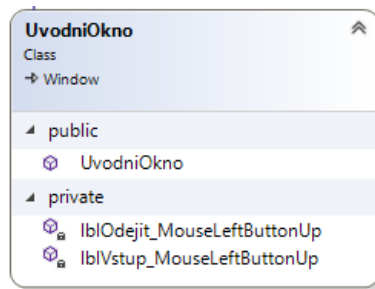 UvodniOkno
Class
Window
public
UvodniOkno
private
lblOdejit_MouseLeftButtonUp
lblVstup_MouseLeftButtonUp